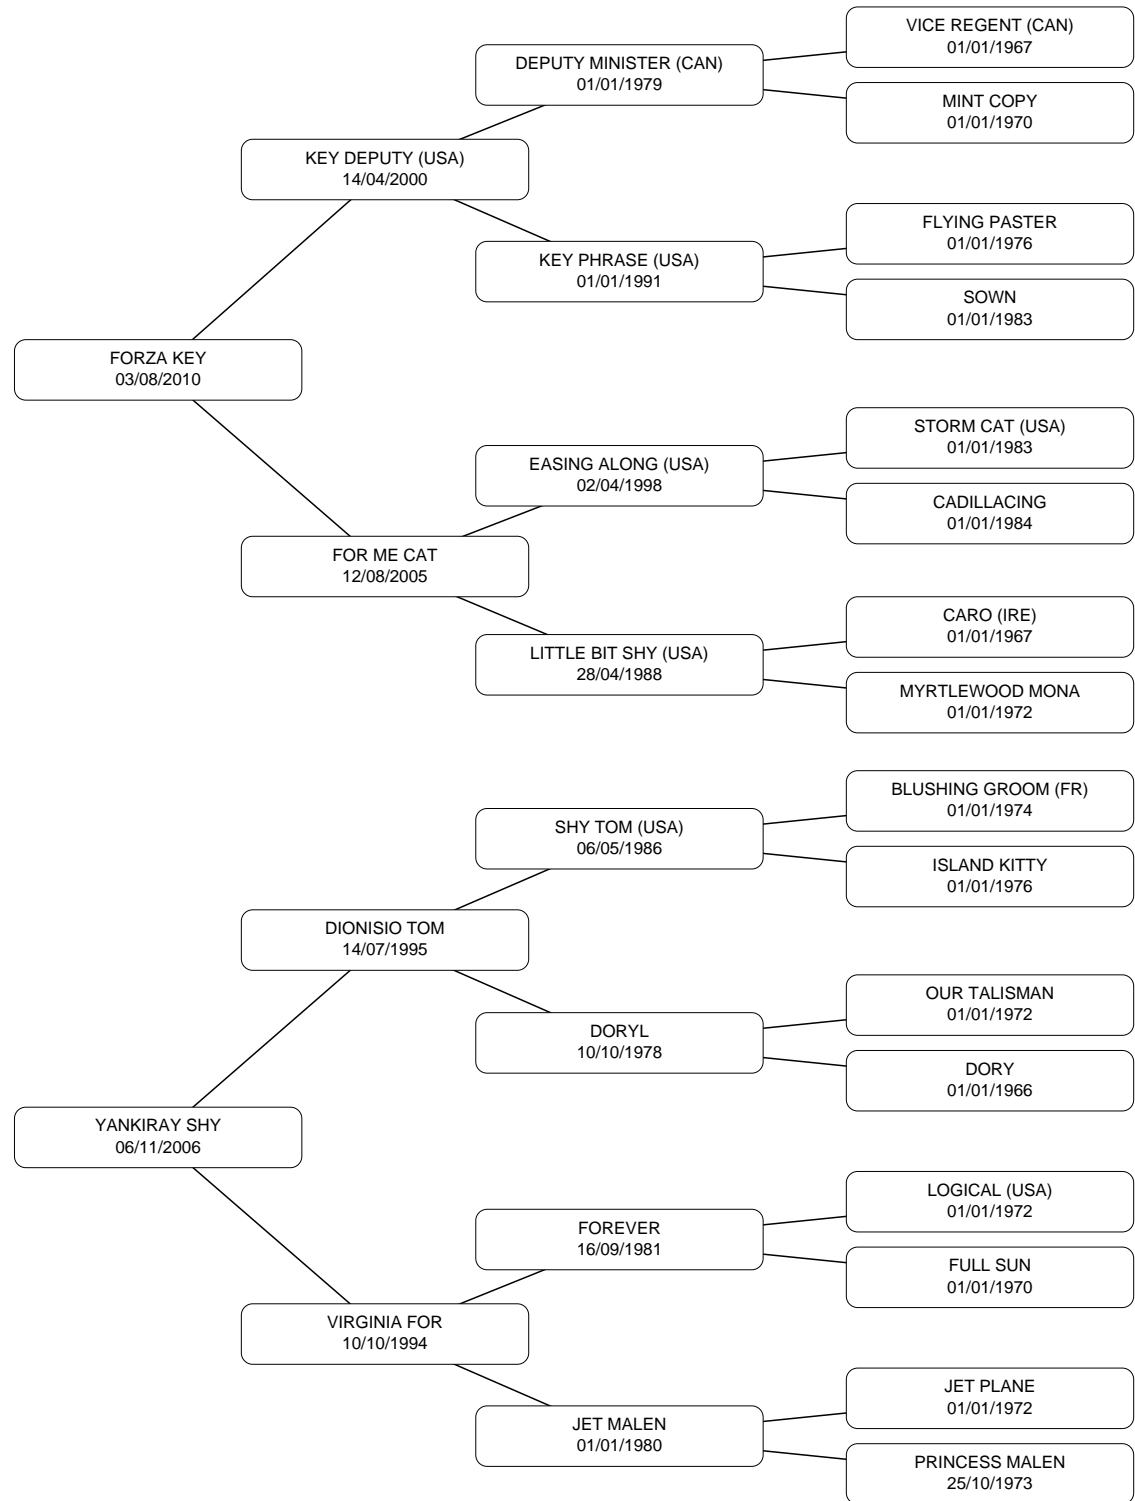 VICE REGENT (CAN)
01/01/1967
DEPUTY MINISTER (CAN)
01/01/1979
MINT COPY
01/01/1970
KEY DEPUTY (USA)
14/04/2000
FLYING PASTER
01/01/1976
KEY PHRASE (USA)
01/01/1991
SOWN
01/01/1983
FORZA KEY
03/08/2010
STORM CAT (USA)
01/01/1983
EASING ALONG (USA)
02/04/1998
CADILLACING
01/01/1984
FOR ME CAT
12/08/2005
CARO (IRE)
01/01/1967
LITTLE BIT SHY (USA)
28/04/1988
MYRTLEWOOD MONA
01/01/1972
BLUSHING GROOM (FR)
01/01/1974
SHY TOM (USA)
06/05/1986
ISLAND KITTY
01/01/1976
DIONISIO TOM
14/07/1995
OUR TALISMAN
01/01/1972
DORYL
10/10/1978
DORY
01/01/1966
YANKIRAY SHY
06/11/2006
LOGICAL (USA)
01/01/1972
FOREVER
16/09/1981
FULL SUN
01/01/1970
VIRGINIA FOR
10/10/1994
JET PLANE
01/01/1972
JET MALEN
01/01/1980
PRINCESS MALEN
25/10/1973